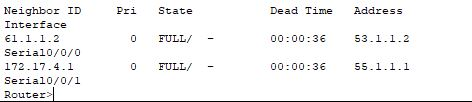 Neighbor ID     Pri   State           Dead Time   Address
Interface
61.1.1.2          0   FULL/  -        00:00:36    53.1.1.2
Serial0/0/0
172.17.4.1        0   FULL/  -        00:00:36    55.1.1.1
Serial0/0/1
Router>